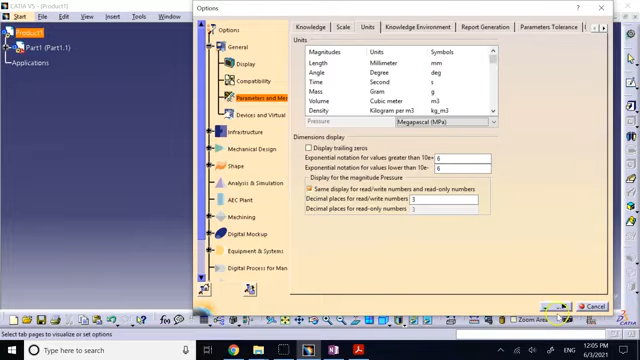 CATIA V5
Start
File
Edit
View
Insert
Tools
Window
Help
Product1
Part1 (Part1.1)
Applications
Options
Options
General
Display
Compatibility
Parameters and Mea
Devices and Virtual
Infrastructure
Mechanical Design
Shape
Analysis & Simulation
AEC Plant
Machining
Digital Mockup
Equipment & Systems
Digital Process for Man
Knowledge Scale Units Knowledge Environment Report Generation Parameters Tolerance
Units
Magnitudes Units Symbols
Length Millimeter mm
Angle Degree deg
Time Second s
Mass Gram g
Volume Cubic meter m3
Density Kilogram per m3 kg_m3
Pressure Megapascal (MPa)
Dimensions display
Display trailing zeros
Exponential notation for values greater than 10e+ 6
Exponential notation for values lower than 10e- 6
Display for the magnitude Pressure
Same display for read/write numbers and read-only numbers
Decimal places for read/write numbers 3
Decimal places for read-only numbers 3
Cancel
Zoom Area
CATIA
Select tab pages to visualize or set options
Type here to search
ENG
12:05 PM
6/3/2021